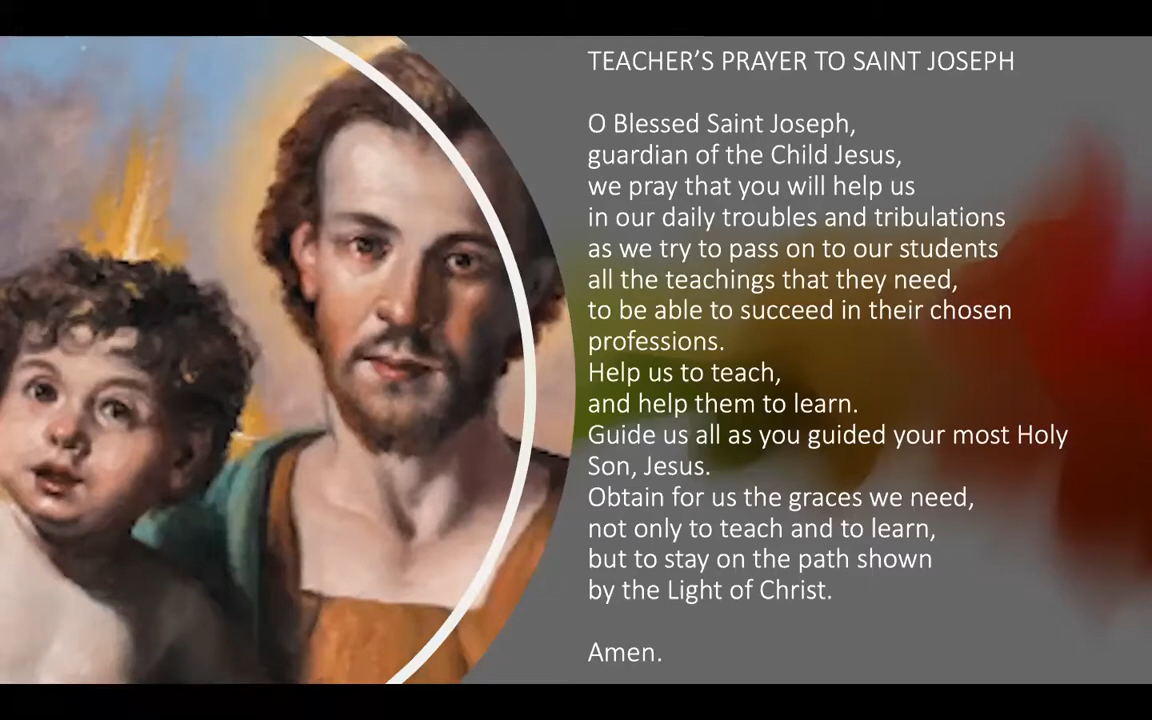 TEACHER’S PRAYER TO SAINT JOSEPH
O Blessed Saint Joseph,
guardian of the Child Jesus,
we pray that you will help us
in our daily troubles and tribulations
as we try to pass on to our students
all the teachings that they need,
to be able to succeed in their chosen
professions.
Help us to teach,
and help them to learn.
Guide us all as you guided your most Holy
Son, Jesus.
Obtain for us the graces we need,
not only to teach and to learn,
but to stay on the path shown
by the Light of Christ.
Amen.